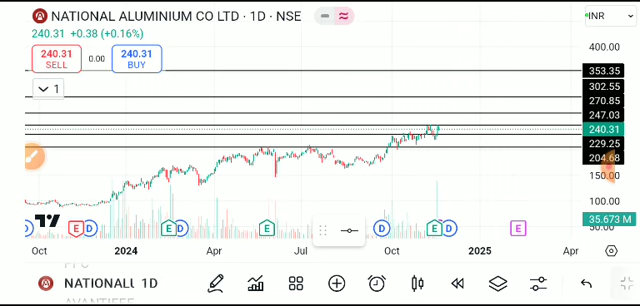 NATIONAL ALUMINIUM CO LTD · 1D · NSE
INR
240.31 +0.38 (+0.16%)
240.31
SELL
0.00
240.31
BUY
1
400.00
353.35
302.55
270.85
247.03
240.31
229.25
204.68
150.00
100.00
50.00
35.673 M
D
E
D
E
D
E
D
E
D
E
Oct
2024
Apr
Jul
Oct
2025
Apr
NATIONALU 1D